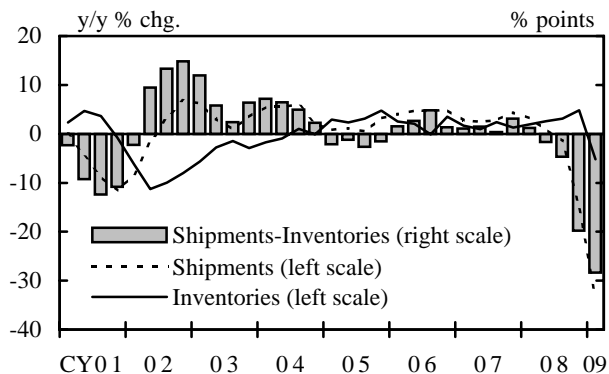 y/y % chg. % points
20
10
0
-10
-20
-30
-40
Shipments-Inventories (right scale)
Shipments (left scale)
Inventories (left scale)
CY01 02 03 04 05 06 07 08 09